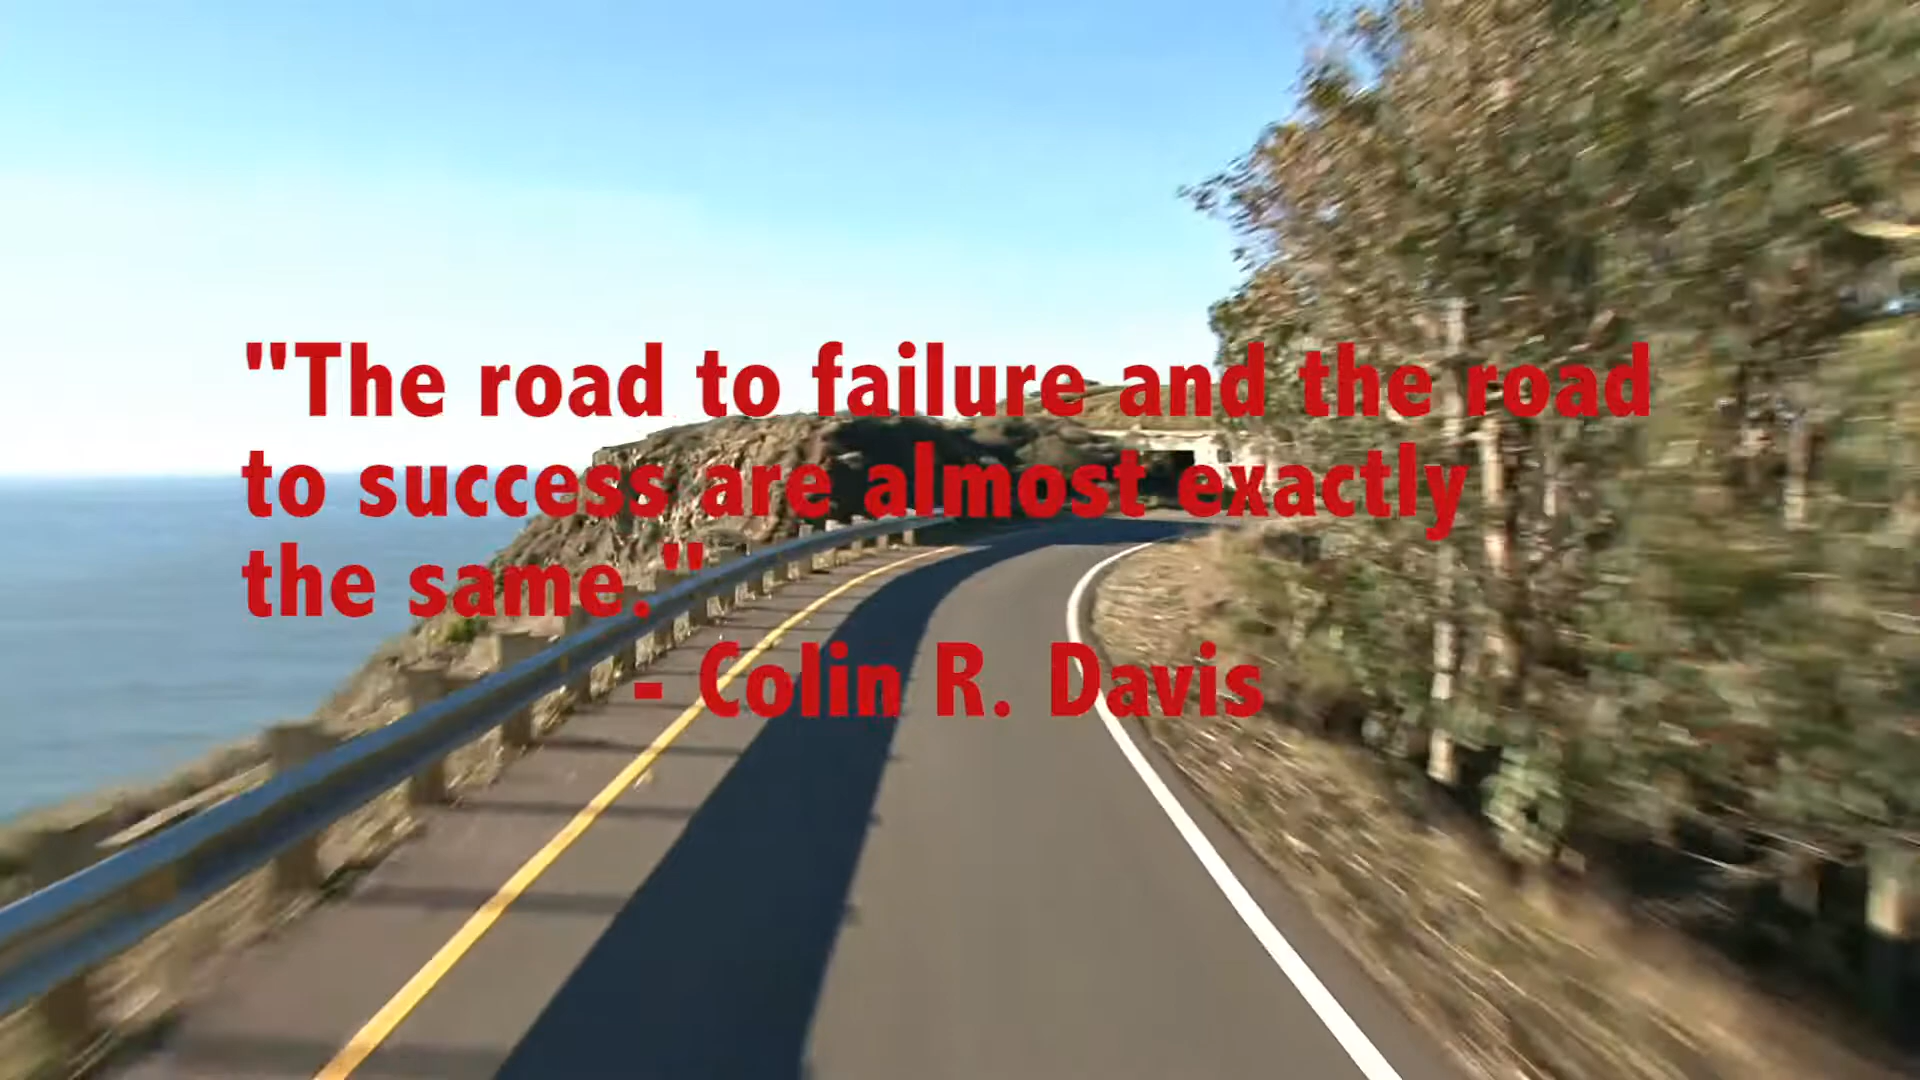 "The road to failure and the road
to success are almost exactly
the same."
- Colin R. Davis